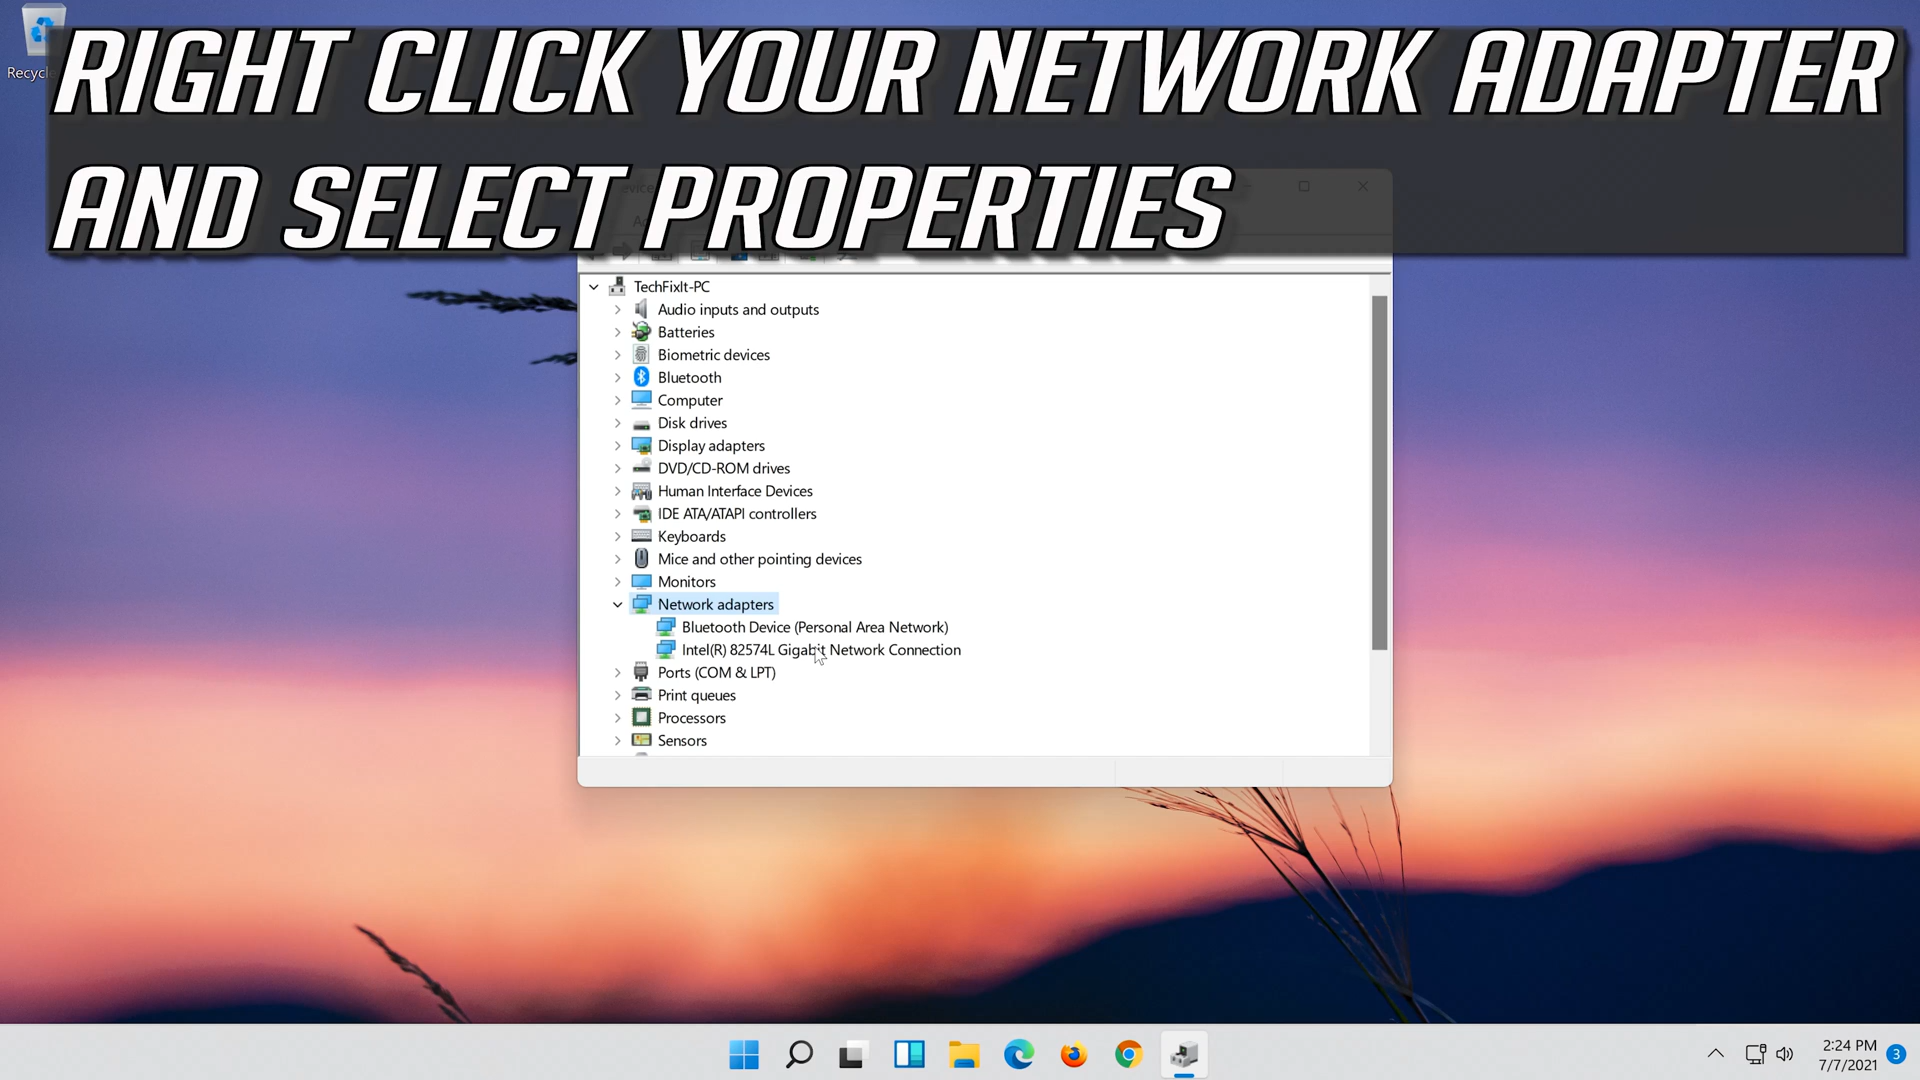 RIGHT CLICK YOUR NETWORK ADAPTER
AND SELECT PROPERTIES
TechFixIt-PC
Audio inputs and outputs
Batteries
Biometric devices
Bluetooth
Computer
Disk drives
Display adapters
DVD/CD-ROM drives
Human Interface Devices
IDE ATA/ATAPI controllers
Keyboards
Mice and other pointing devices
Monitors
Network adapters
Bluetooth Device (Personal Area Network)
Intel(R) 82574L Gigabit Network Connection
Ports (COM & LPT)
Print queues
Processors
Sensors
2:24 PM
7/7/2021
3